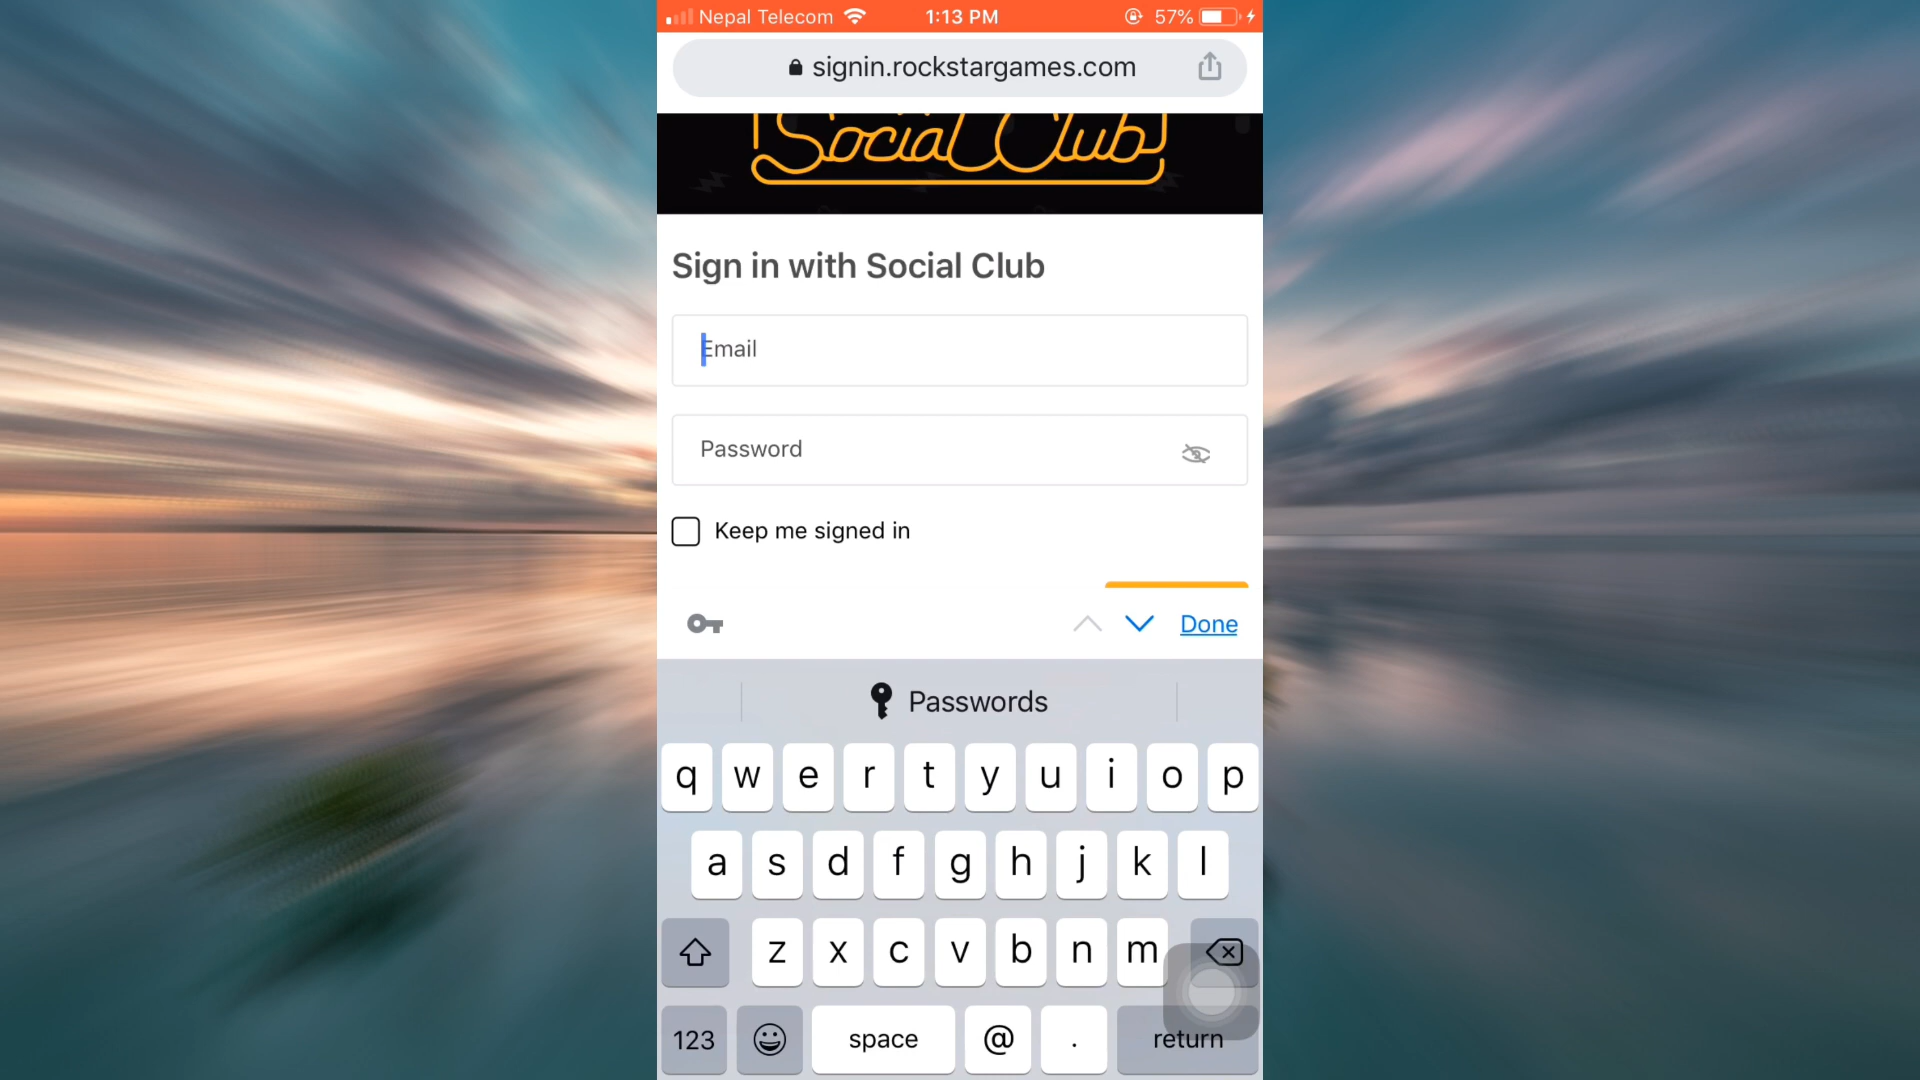 Nepal Telecom 1:13 PM 57%
signin.rockstargames.com
Social Club
Sign in with Social Club
Email
Password
Keep me signed in
Done
Passwords
q w e r t y u i o p
a s d f g h j k l
z x c v b n m
123 space @ . return